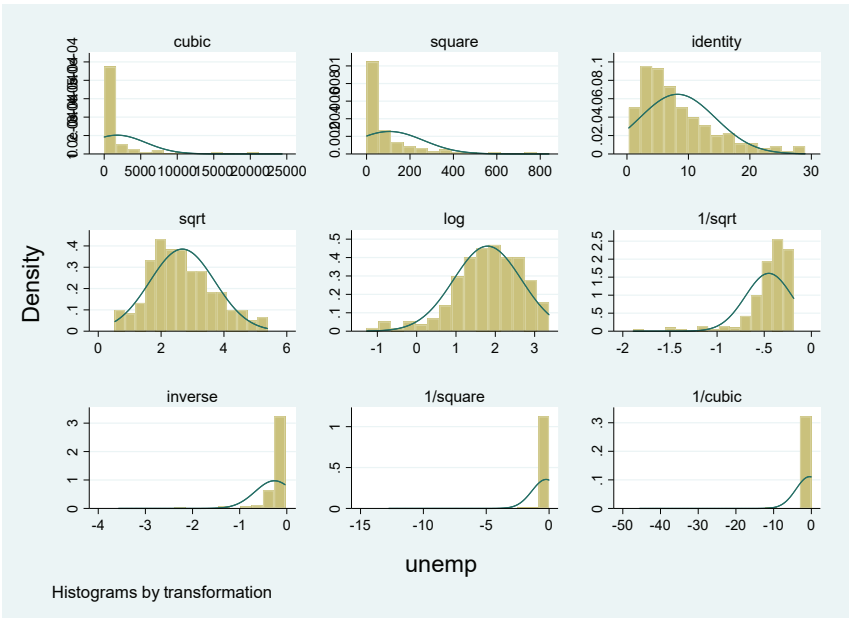 cubic
square
identity
0 5000 10000 15000 20000 25000
0 200 400 600 800
0 .02 .04 .06 .08 .1
0 10 20 30
sqrt
log
1/sqrt
0 .1 .2 .3 .4
0 2 4 6
0 .1 .2 .3 .4 .5
-1 0 1 2 3
0 .5 1 1.5 2 2.5
-2 -1.5 -1 -.5 0
Density
inverse
1/square
1/cubic
0 1 2 3
-4 -3 -2 -1 0
0 .5 1
-15 -10 -5 0
0 .1 .2 .3
-50 -40 -30 -20 -10 0
unemp
Histograms by transformation